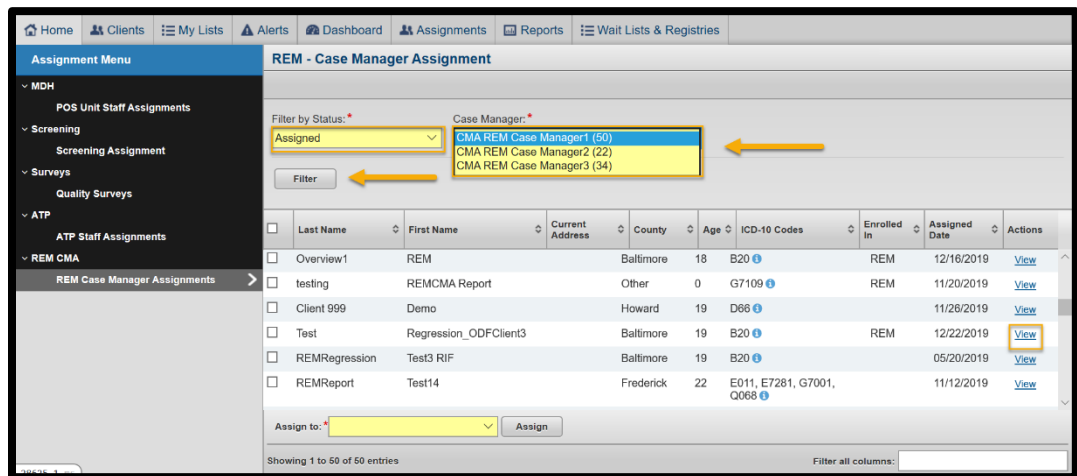 Home Clients My Lists Alerts Dashboard Assignments Reports Wait Lists & Registries
Assignment Menu
REM - Case Manager Assignment
MDH
POS Unit Staff Assignments
Screening
Screening Assignment
Surveys
Quality Surveys
ATP
ATP Staff Assignments
REM CMA
REM Case Manager Assignments
Filter by Status:* Case Manager:*
Assigned
CMA REM Case Manager1 (50)
CMA REM Case Manager2 (22)
CMA REM Case Manager3 (34)
Filter
Last Name First Name Current Address County Age ICD-10 Codes Enrolled In Assigned Date Actions
Overview1 REM Baltimore 18 B20 REM 12/16/2019 View
testing REMCMA Report Other 0 G7109 REM 11/20/2019 View
Client 999 Demo Howard 19 D66 11/26/2019 View
Test Regression_ODFClient3 Baltimore 19 B20 REM 12/22/2019 View
REMRegression Test3 RIF Baltimore 19 B20 05/20/2019 View
REMReport Test14 Frederick 22 E011, E7281, G7001, 11/12/2019 View
Q068
Assign to:* Assign
Showing 1 to 50 of 50 entries Filter all columns: